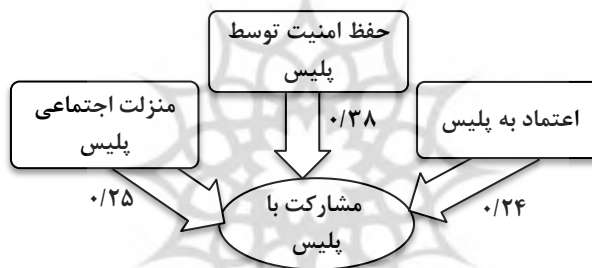 حفظ امنیت توسط
پلیس
منزلت اجتماعی
پلیس
اعتماد به پلیس
۰/۳۸
۰/۲۵
۰/۲۴
مشارکت با
پلیس